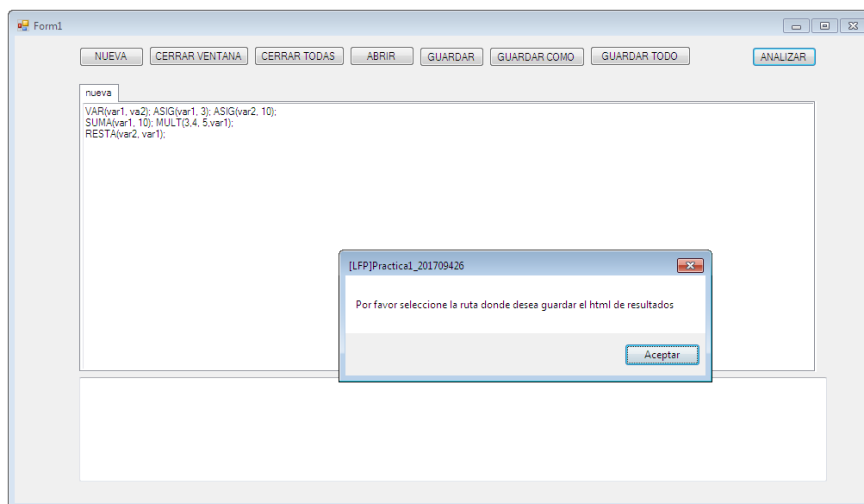 Form1
NUEVA CERRAR VENTANA CERRAR TODAS ABRIR GUARDAR GUARDAR COMO GUARDAR TODO ANALIZAR
nueva
VAR(var1, va2); ASIG(var1, 3); ASIG(var2, 10);
SUMA(var1, 10); MULT(3,4, 5,var1);
RESTA(var2, var1);
[LFP]Practica1_201709426
Por favor seleccione la ruta donde desea guardar el html de resultados
Aceptar